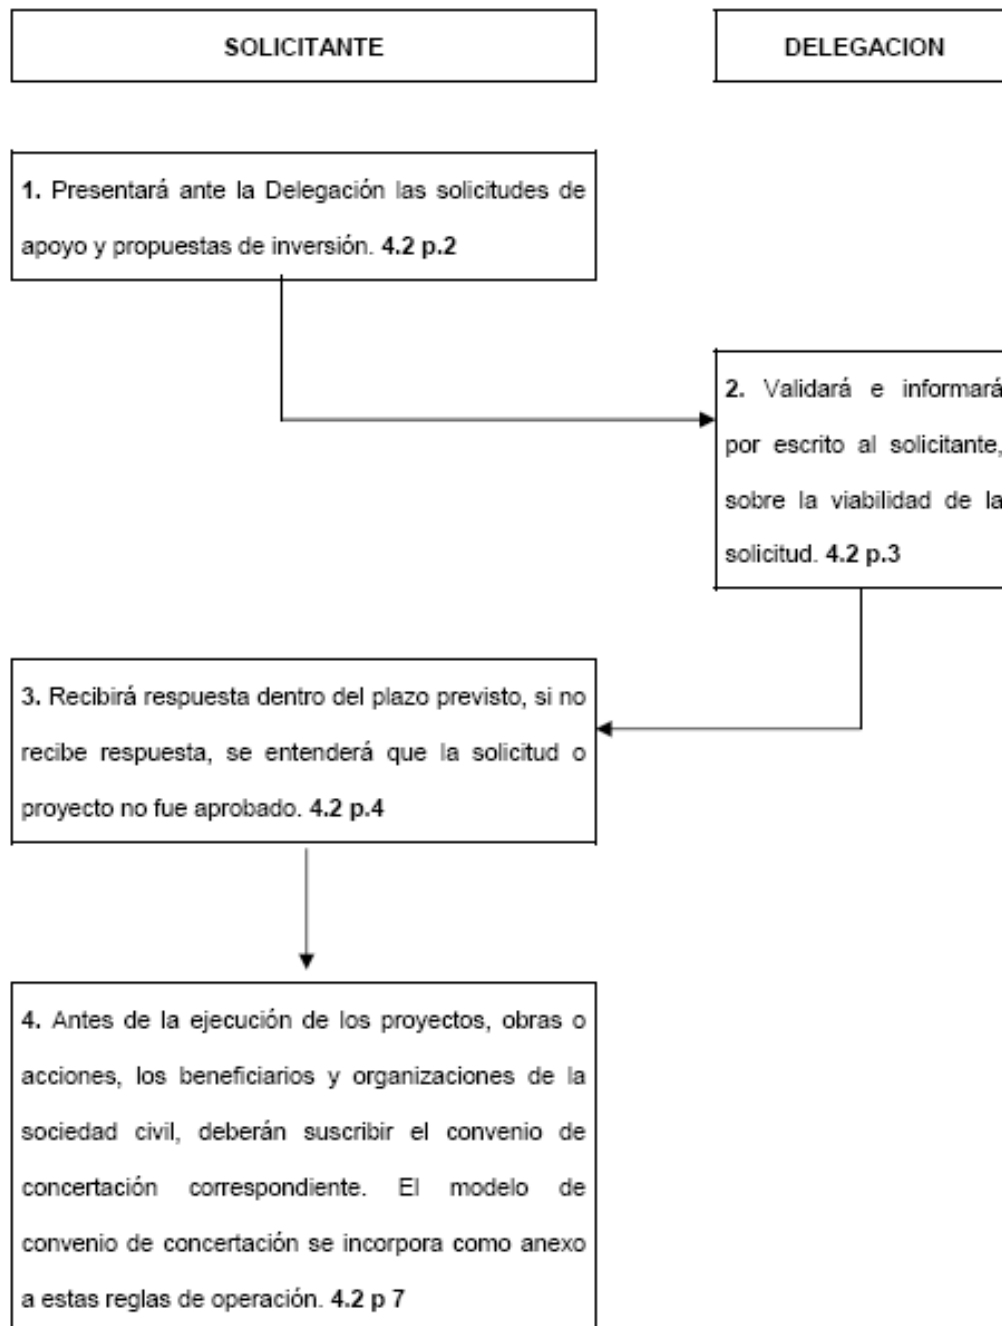 SOLICITANTE
DELEGACION
1. Presentará ante la Delegación las solicitudes de
apoyo y propuestas de inversión. 4.2 p.2
2. Validará e informará
por escrito al solicitante,
sobre la viabilidad de la
solicitud. 4.2 p.3
3. Recibirá respuesta dentro del plazo previsto, si no
recibe respuesta, se entenderá que la solicitud o
proyecto no fue aprobado. 4.2 p.4
4. Antes de la ejecución de los proyectos, obras o
acciones, los beneficiarios y organizaciones de la
sociedad civil, deberán suscribir el convenio de
concertación correspondiente. El modelo de
convenio de concertación se incorpora como anexo
a estas reglas de operación. 4.2 p 7